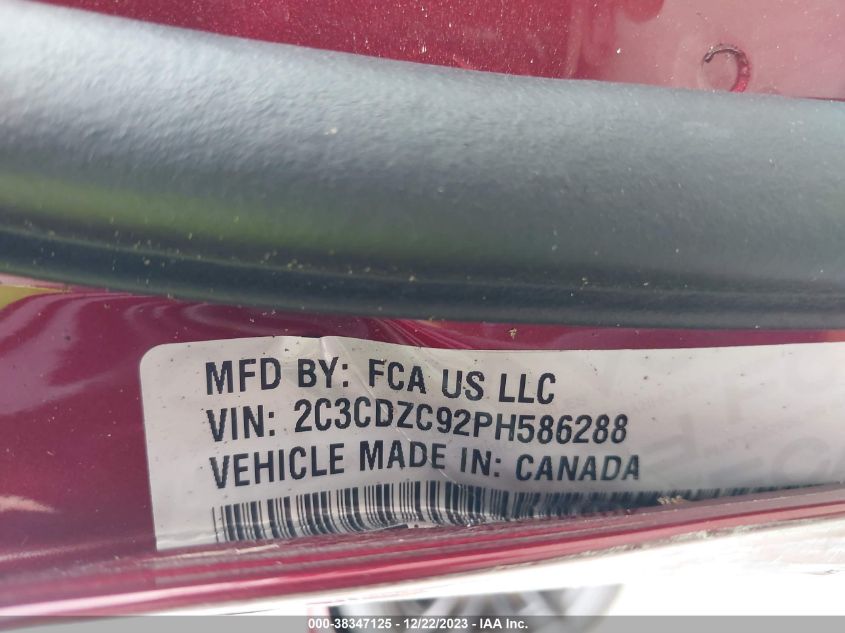 MFD BY: FCA US LLC
VIN: 2C3CDZC92PH586288
VEHICLE MADE IN: CANADA
000-38347125 - 12/22/2023 - IAA Inc.